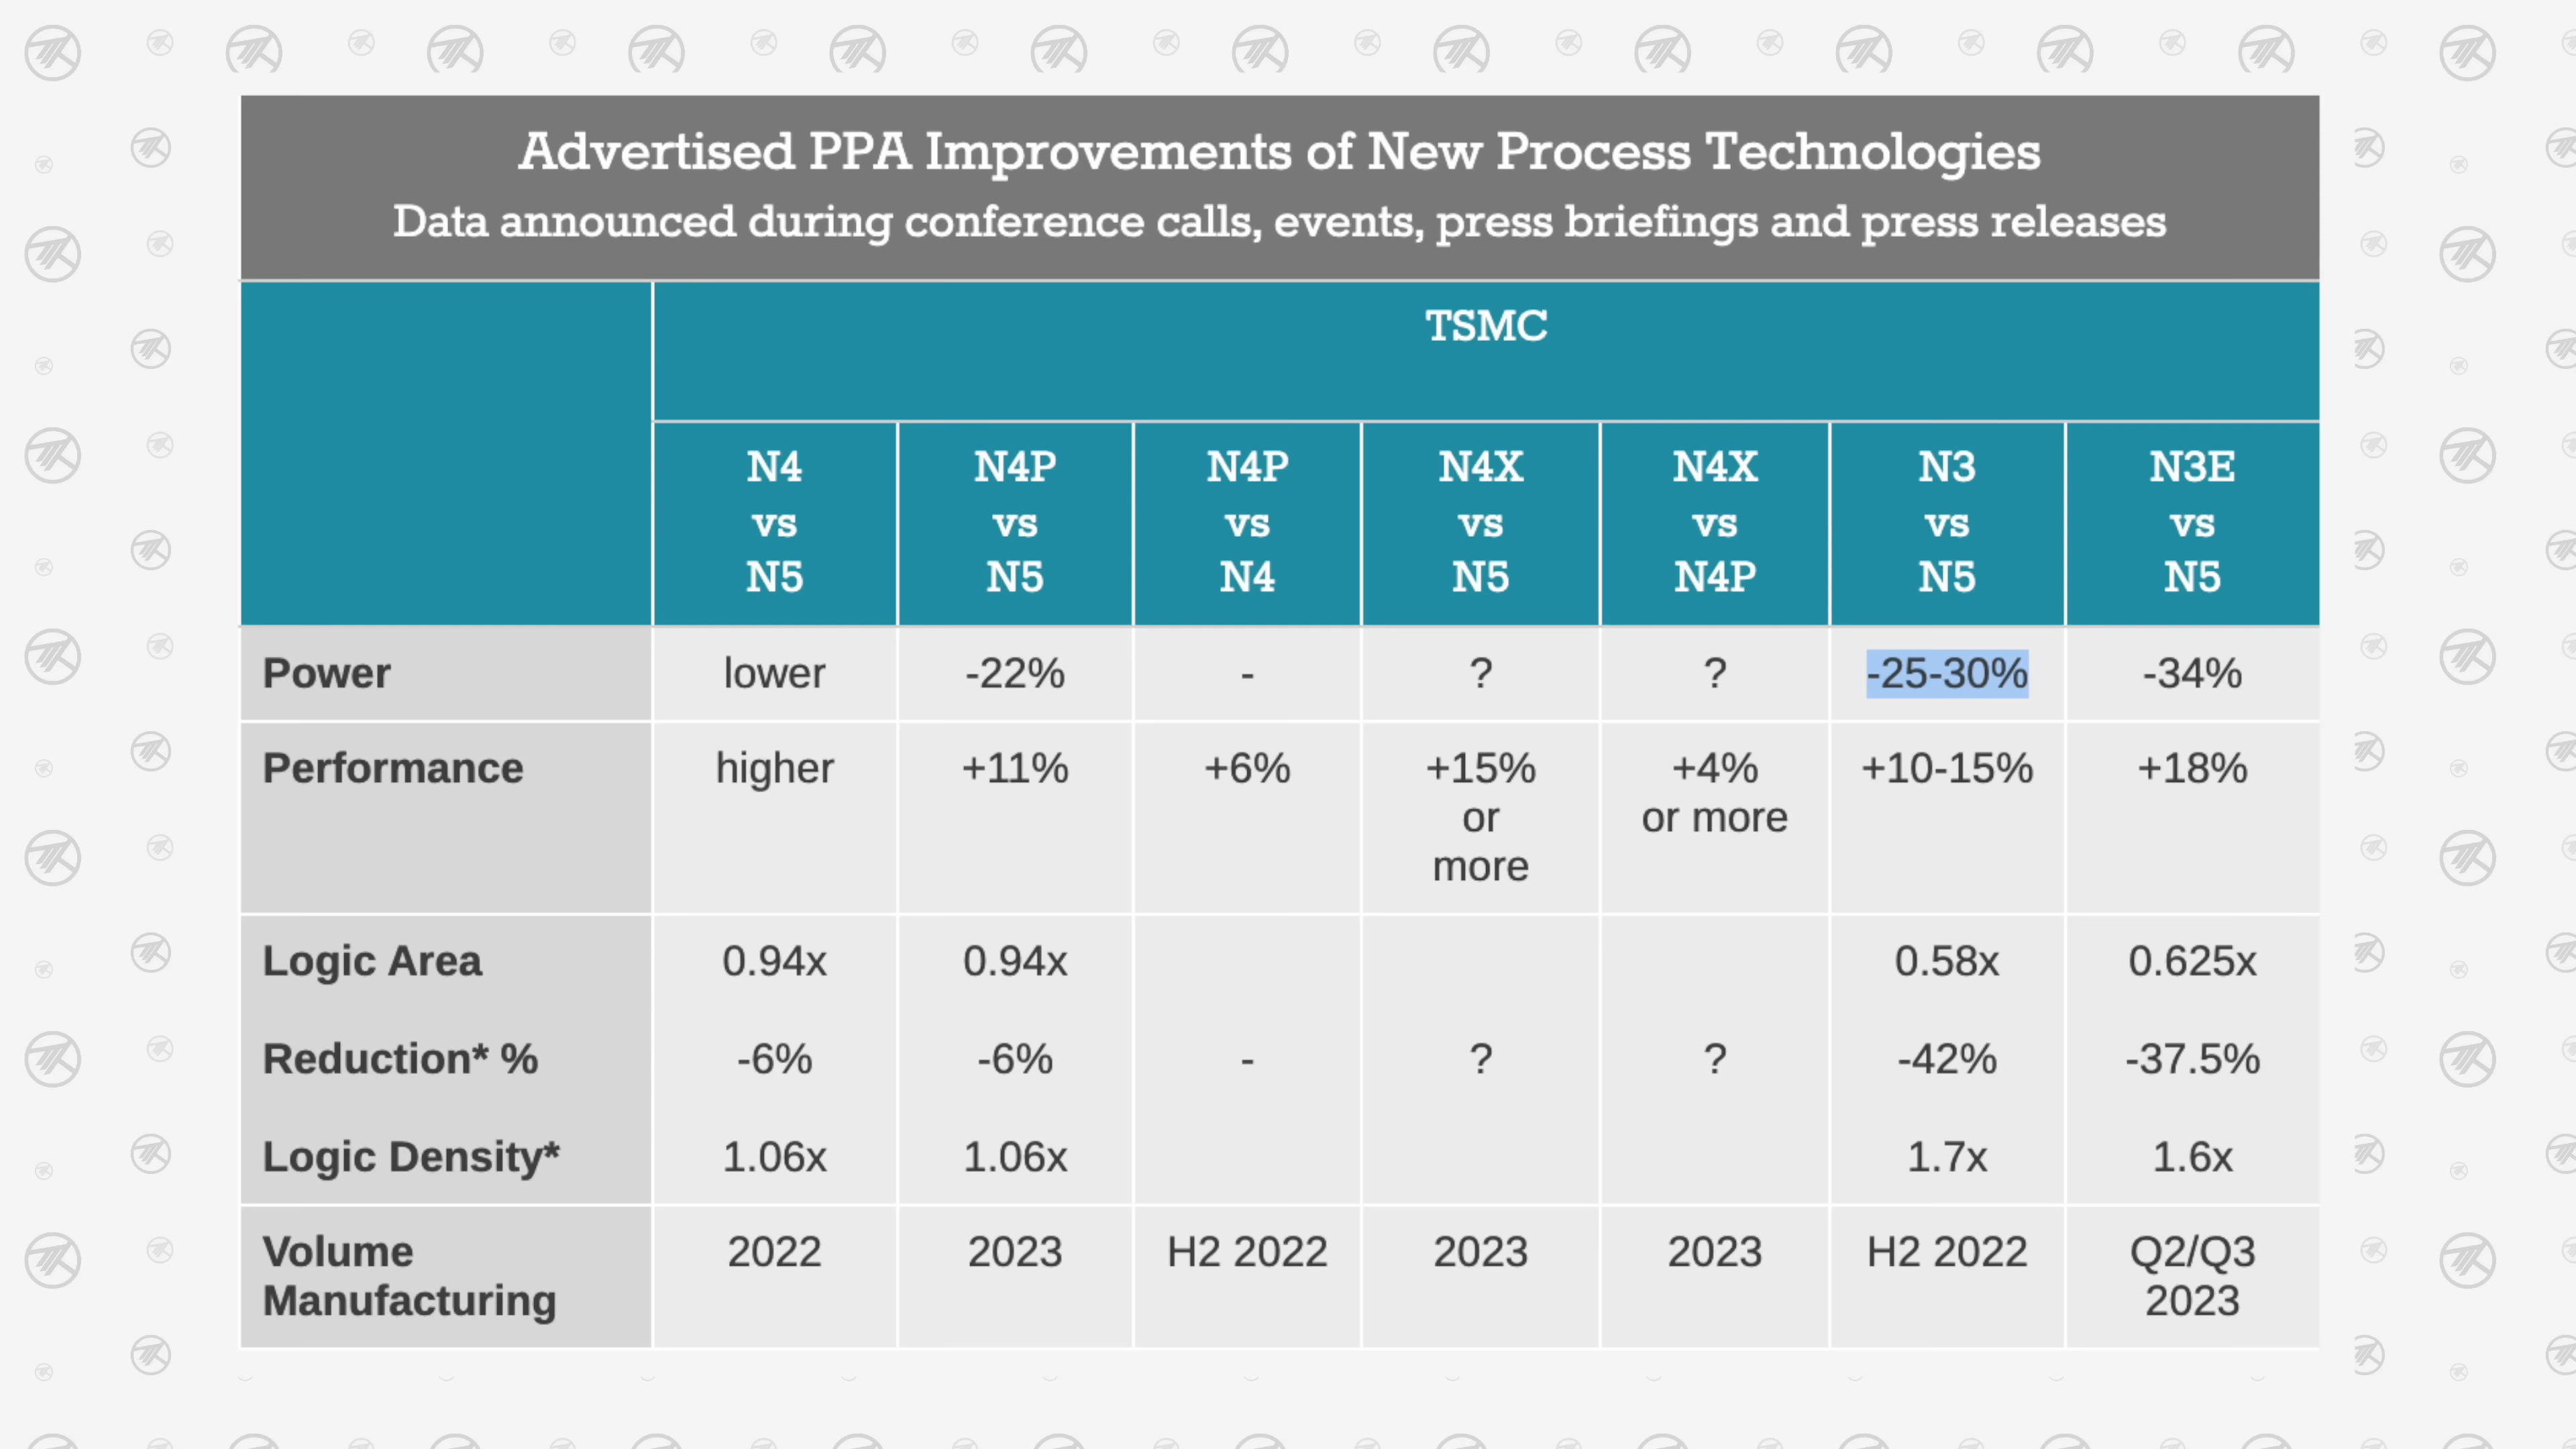 Advertised PPA Improvements of New Process Technologies
Data announced during conference calls, events, press briefings and press releases
TSMC
N4 vs N5
N4P vs N5
N4P vs N4
N4X vs N5
N4X vs N4P
N3 vs N5
N3E vs N5
Power lower -22% - ? ? -25-30% -34%
Performance higher +11% +6% +15% or more +4% or more +10-15% +18%
Logic Area 0.94x 0.94x 0.58x 0.625x
Reduction* % -6% -6% - ? ? -42% -37.5%
Logic Density* 1.06x 1.06x 1.7x 1.6x
Volume Manufacturing 2022 2023 H2 2022 2023 2023 H2 2022 Q2/Q3 2023